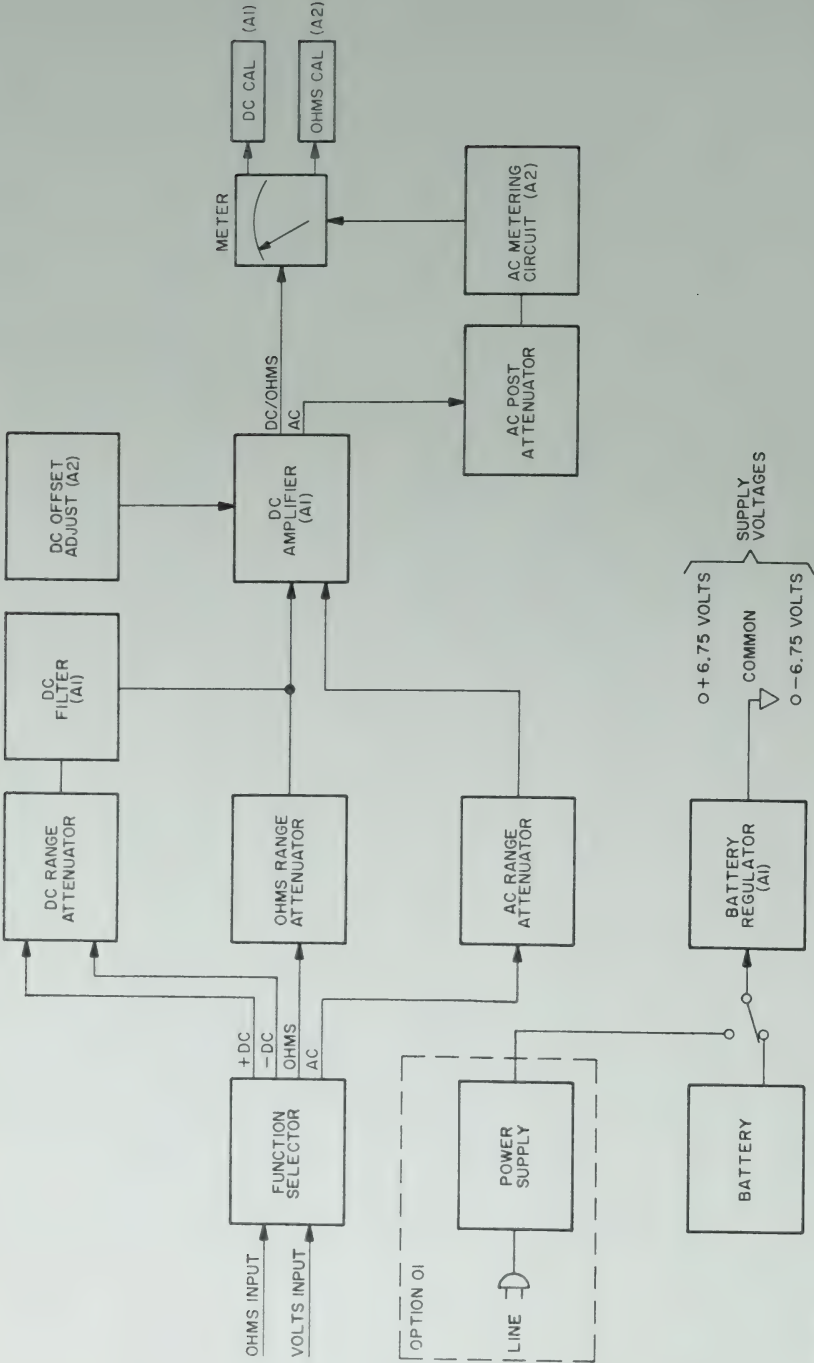 OHMS INPUT
VOLTS INPUT
FUNCTION
SELECTOR
+DC
-DC
OHMS
AC
DC RANGE
ATTENUATOR
DC
FILTER
(A1)
DC OFFSET
ADJUST (A2)
OHMS RANGE
ATTENUATOR
AC RANGE
ATTENUATOR
DC
AMPLIFIER
(A1)
DC/OHMS
AC
METER
DC CAL
(A1)
OHMS CAL
(A2)
AC POST
ATTENUATOR
AC METERING
CIRCUIT (A2)
OPTION 01
LINE
POWER
SUPPLY
BATTERY
BATTERY
REGULATOR
(A1)
+6.75 VOLTS
COMMON
-6.75 VOLTS
SUPPLY
VOLTAGES